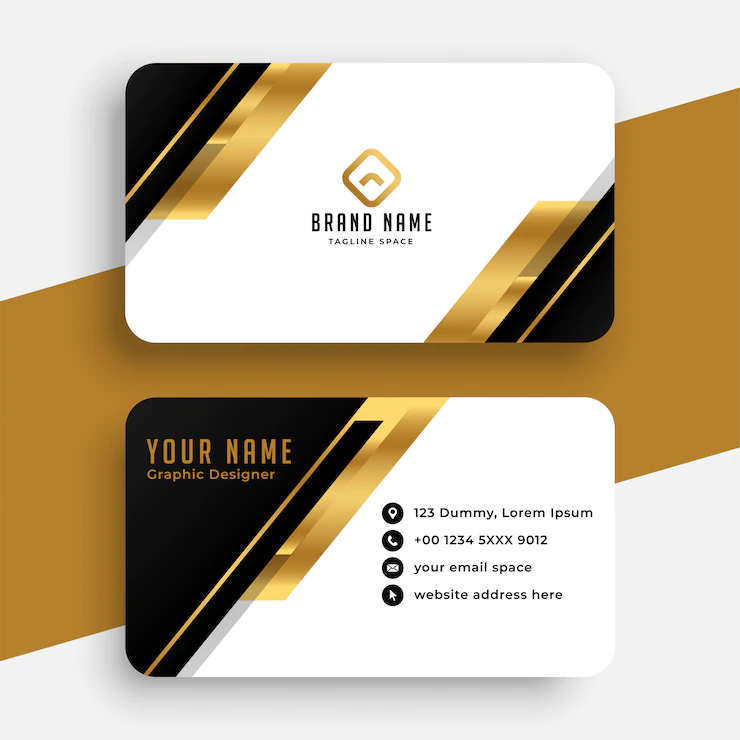 BRAND NAME
TAGLINE SPACE
YOUR NAME
Graphic Designer
123 Dummy, Lorem Ipsum
+00 1234 5XXX 9012
your email space
website address here